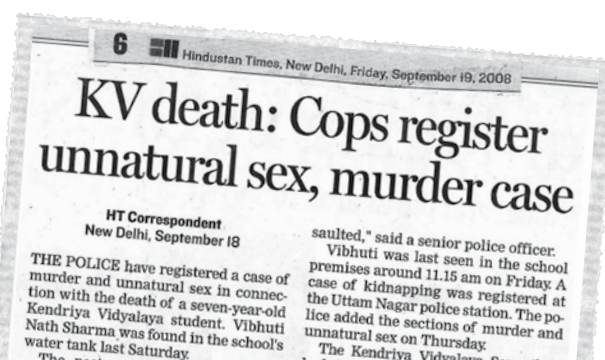 6 Hindustan Times, New Delhi, Friday, September 19, 2008
KV death: Cops register
unnatural sex, murder case
HT Correspondent
New Delhi, September 18
THE POLICE have registered a case of
murder and unnatural sex in connec-
tion with the death of a seven-year-old
Kendriya Vidyalaya student. Vibhuti
Nath Sharma was found in the school's
water tank last Saturday.
saulted," said a senior police officer.
Vibhuti was last seen in the school
premises around 11.15 am on Friday. A
case of kidnapping was registered at
the Uttam Nagar police station. The po-
lice added the sections of murder and
unnatural sex on Thursday.
The Kendriya Vidyalaya